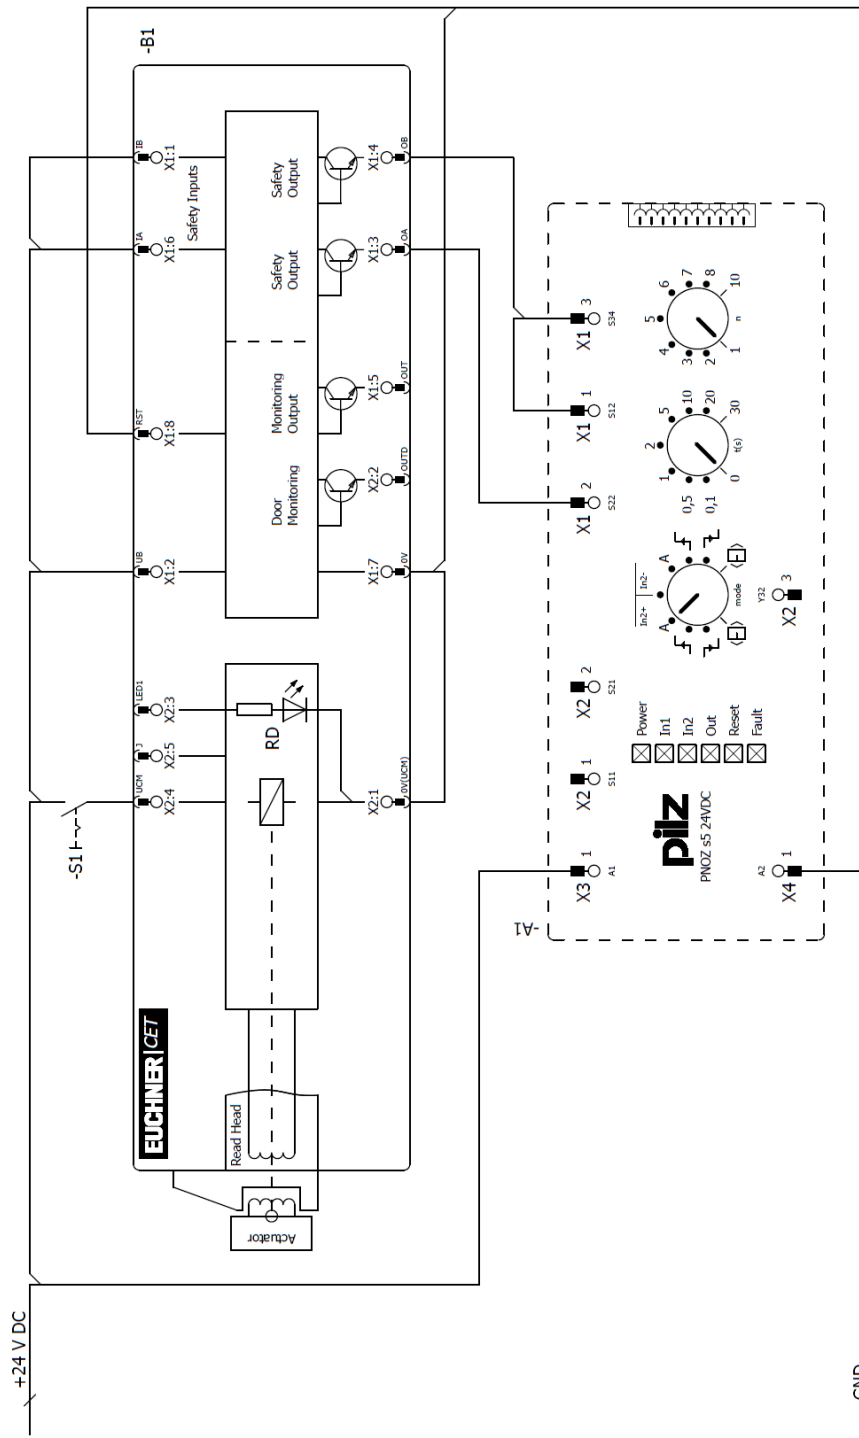 +24 V DC
-S1
-B1
UCM
J
LED1
UB
RST
IA
IB
X2:4
X2:5
X2:3
X1:2
X1:8
X1:6
X1:1
EUCHNER CET
Safety Inputs
Read Head
RD
Actuator
Door
Monitoring
Monitoring
Output
Safety
Output
Safety
Output
X2:1
X1:7
X2:2
X1:5
X1:3
X1:4
0V(UCM)
0V
OUTD
OUT
OA
OB
-A1
X3 1
A1
X2 1
S11
X2 2
S21
X1 2
S22
X1 1
S12
X1 3
S34
Power
In1
In2
Out
Reset
Fault
pilz
PNOZ s5 24VDC
In2+ In2-
A A
mode
0
0,1
0,5
1
2
5
10
20
30
t(s)
1
2
3
4
5
6
7
8
10
n
A2
X4 1
Y32
X2 3
GND